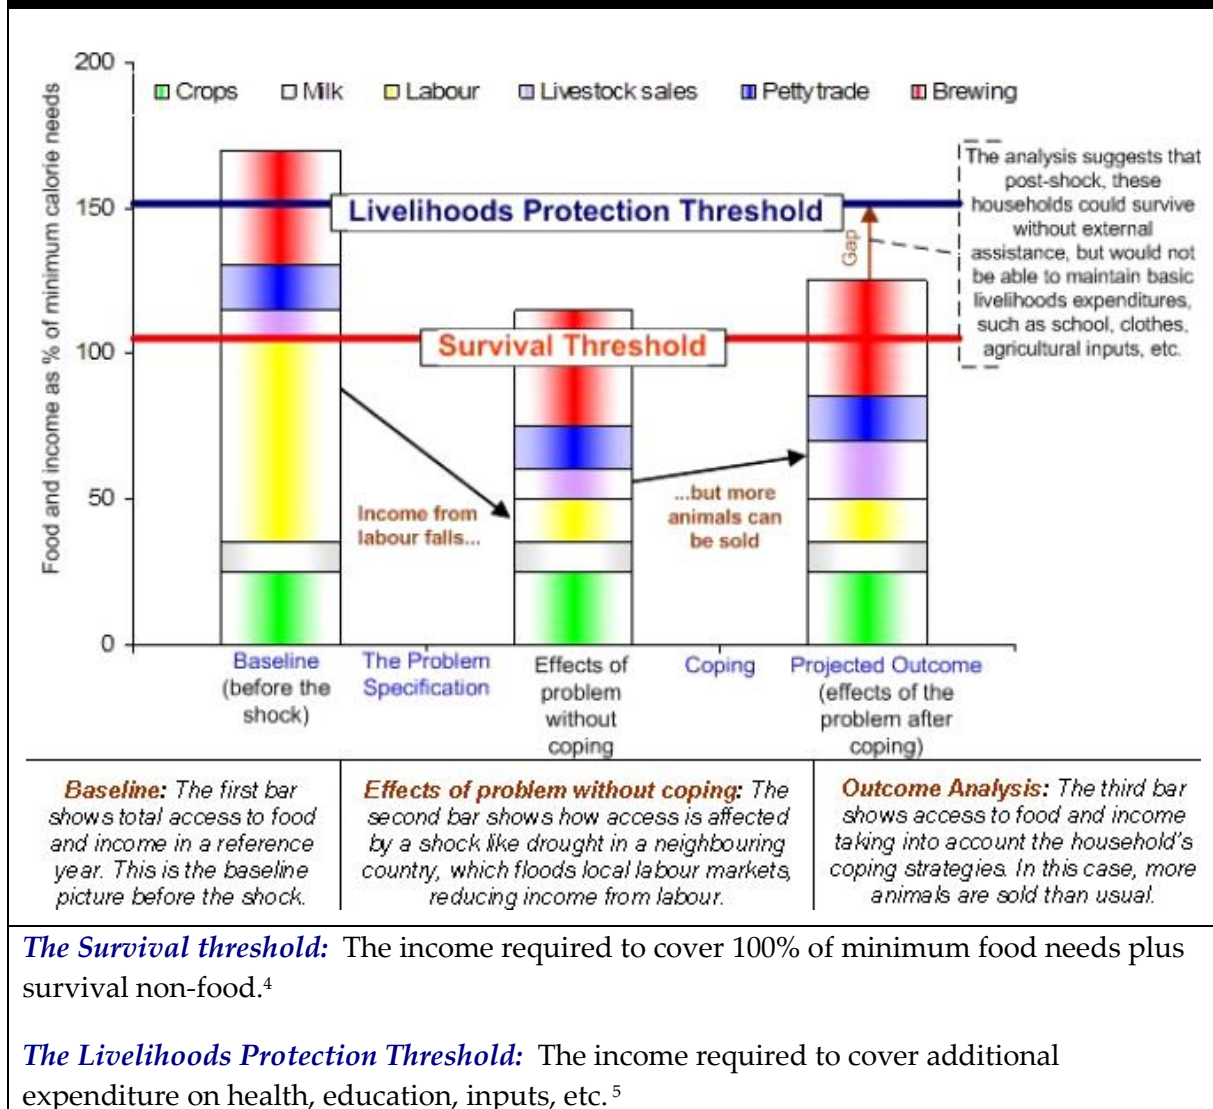 200
Crops Milk Labour Livestock sales Petty trade Brewing
Food and income as % of minimum calorie needs
150
100
50
0
Livelihoods Protection Threshold
Survival Threshold
Gap
The analysis suggests that
post-shock, these
households could survive
without external
assistance, but would not
be able to maintain basic
livelihoods expenditures,
such as school, clothes,
agricultural inputs, etc.
Income from
labour falls...
...but more
animals can
be sold
Baseline
(before the
shock)
The Problem
Specification
Effects of
problem
without
coping
Coping
Projected Outcome
(effects of the
problem after
coping)
Baseline: The first bar
shows total access to food
and income in a reference
year. This is the baseline
picture before the shock.
Effects of problem without coping: The
second bar shows how access is affected
by a shock like drought in a neighbouring
country, which floods local labour markets,
reducing income from labour.
Outcome Analysis: The third bar
shows access to food and income
taking into account the household's
coping strategies. In this case, more
animals are sold than usual.
The Survival threshold: The income required to cover 100% of minimum food needs plus
survival non-food.4
The Livelihoods Protection Threshold: The income required to cover additional
expenditure on health, education, inputs, etc. 5